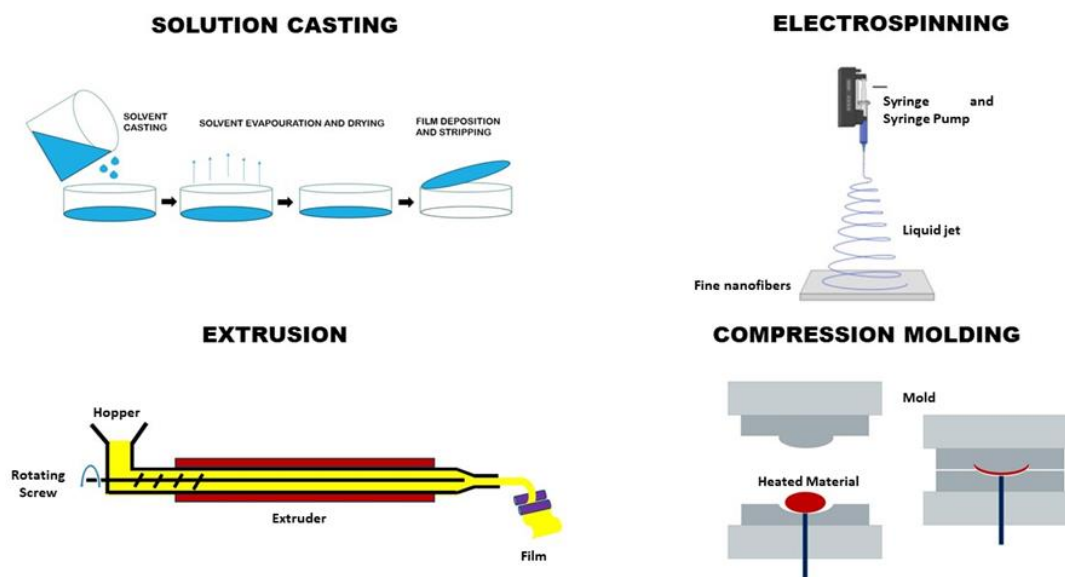 SOLUTION CASTING
SOLVENT
CASTING
SOLVENT EVAPOURATION AND DRYING
FILM DEPOSITION
AND STRIPPING
ELECTROSPINNING
Syringe and
Syringe Pump
Liquid jet
Fine nanofibers
EXTRUSION
Hopper
Rotating
Screw
Extruder
Film
COMPRESSION MOLDING
Mold
Heated Material